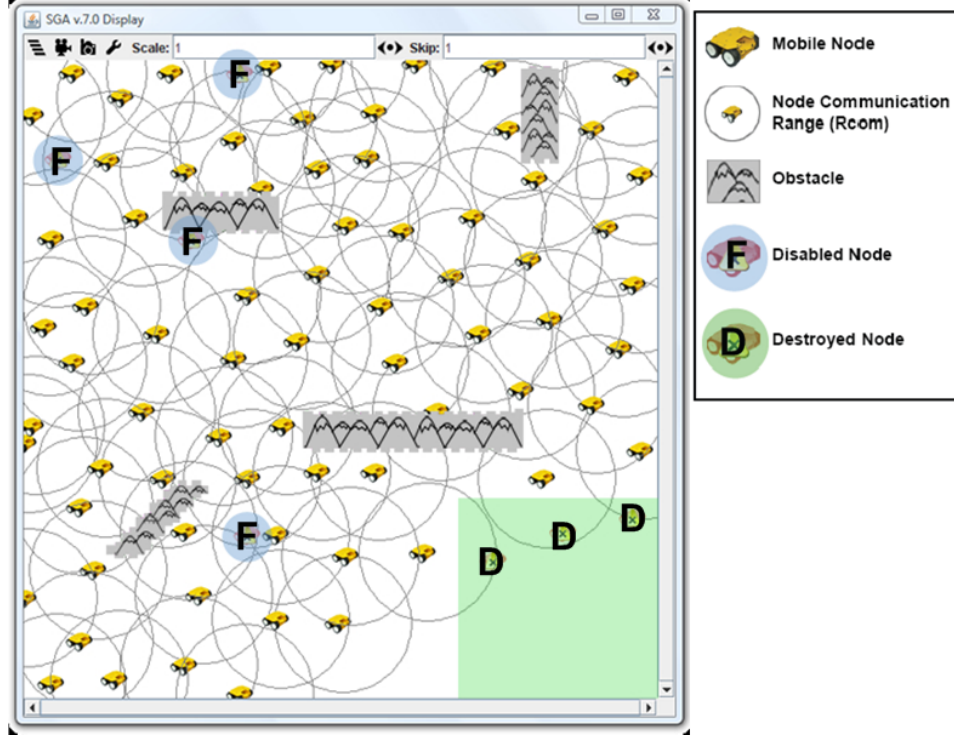 SGA v.7.0 Display
Scale: 1
Skip: 1
F
F
F
F
D
D
D
Mobile Node
Node Communication
Range (Rcom)
Obstacle
F
Disabled Node
D
Destroyed Node